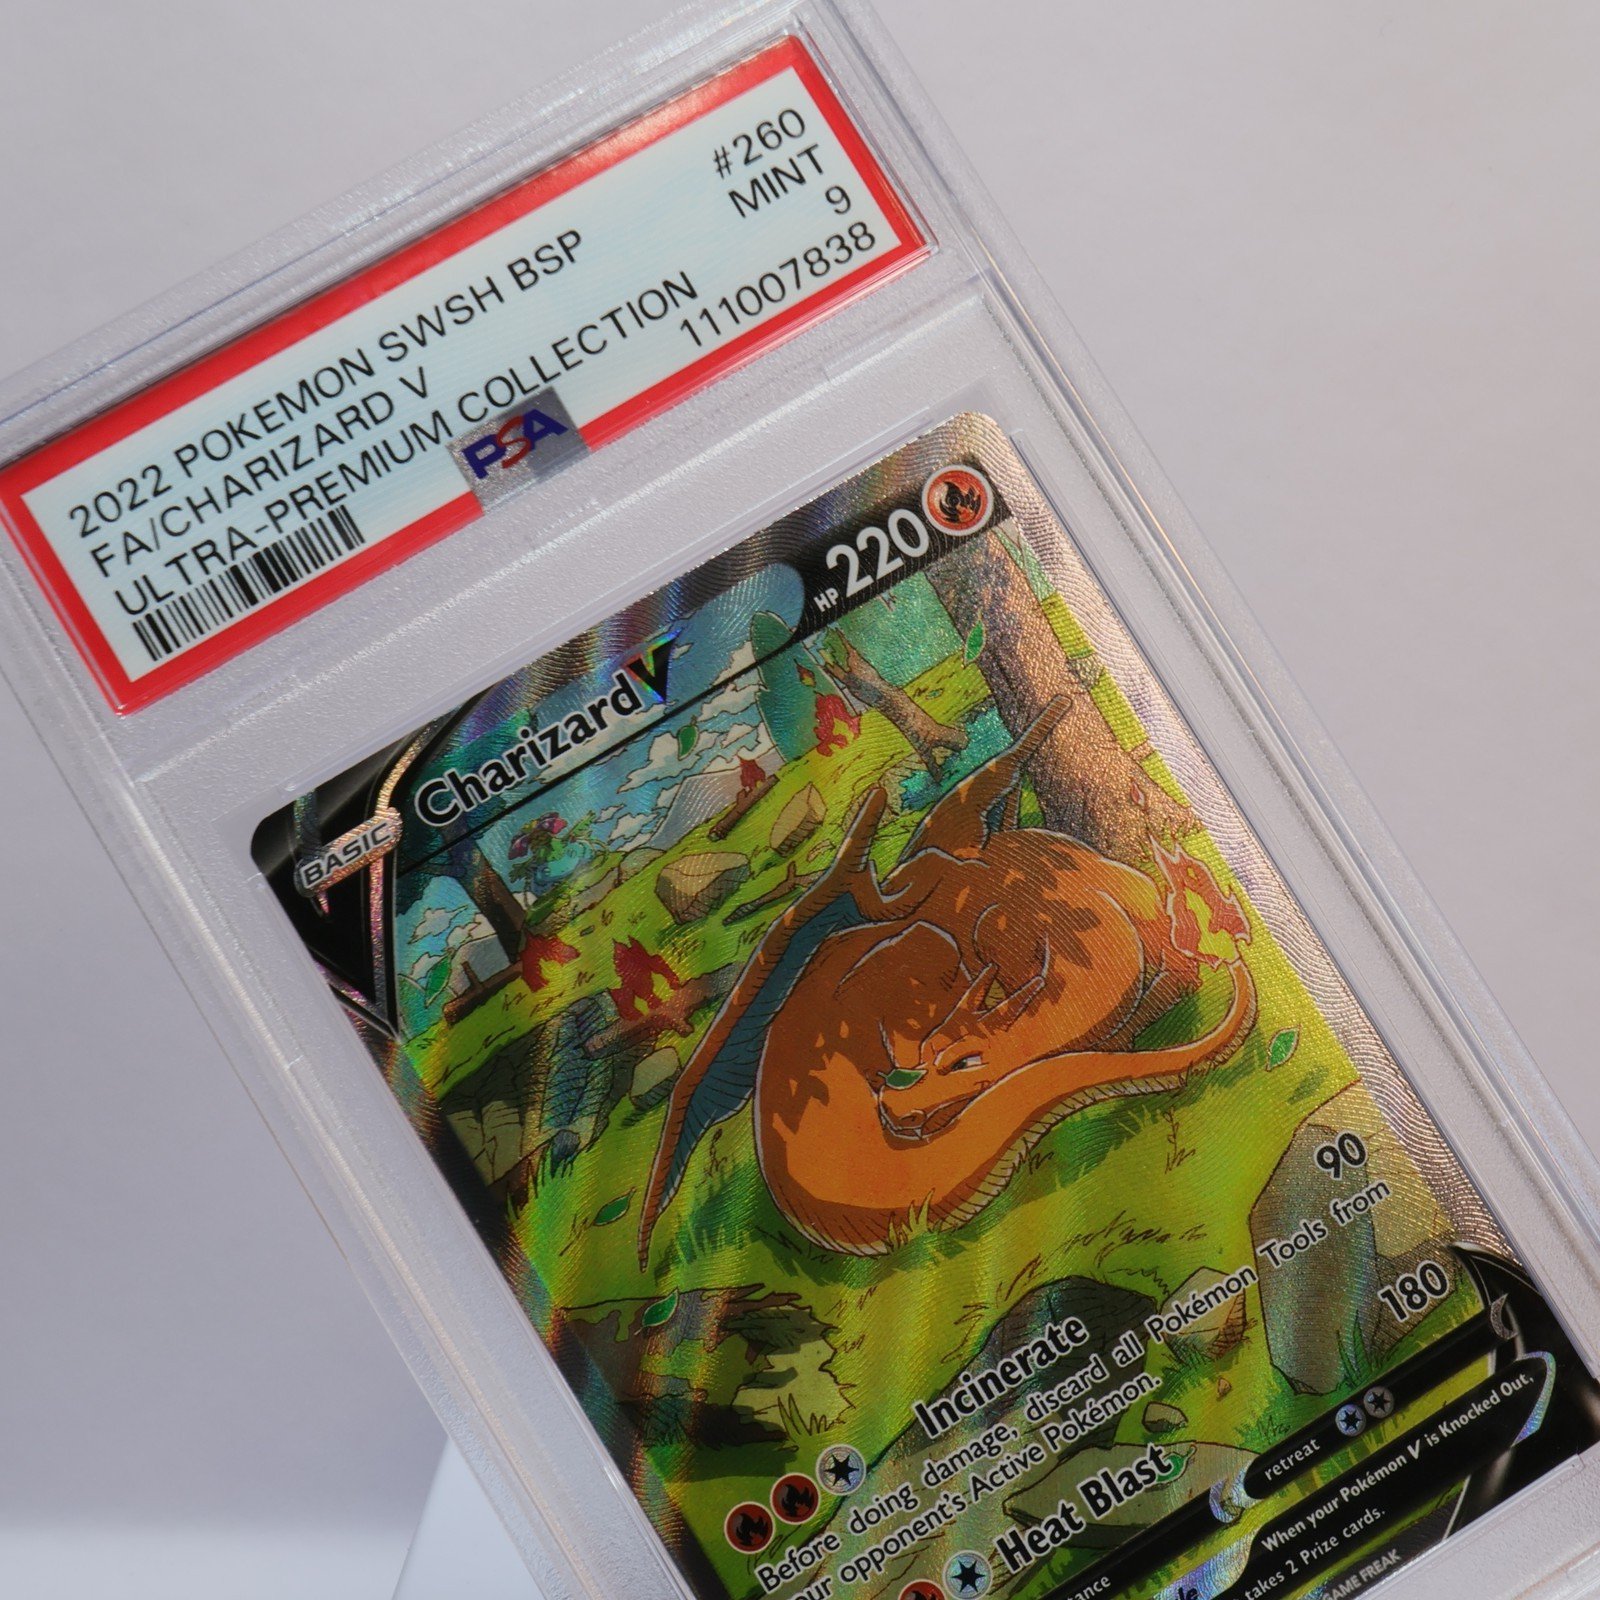 2022 POKEMON SWSH BSP #260
FA/CHARIZARD V MINT
ULTRA-PREMIUM COLLECTION 9
111007838
PSA
BASIC
Charizard V HP 220
Incinerate 90
Before doing damage, discard all Pokémon Tools from
your opponent's Active Pokémon.
Heat Blast 180
retreat
When your Pokémon V is Knocked Out,
takes 2 Prize cards.
GAME FREAK